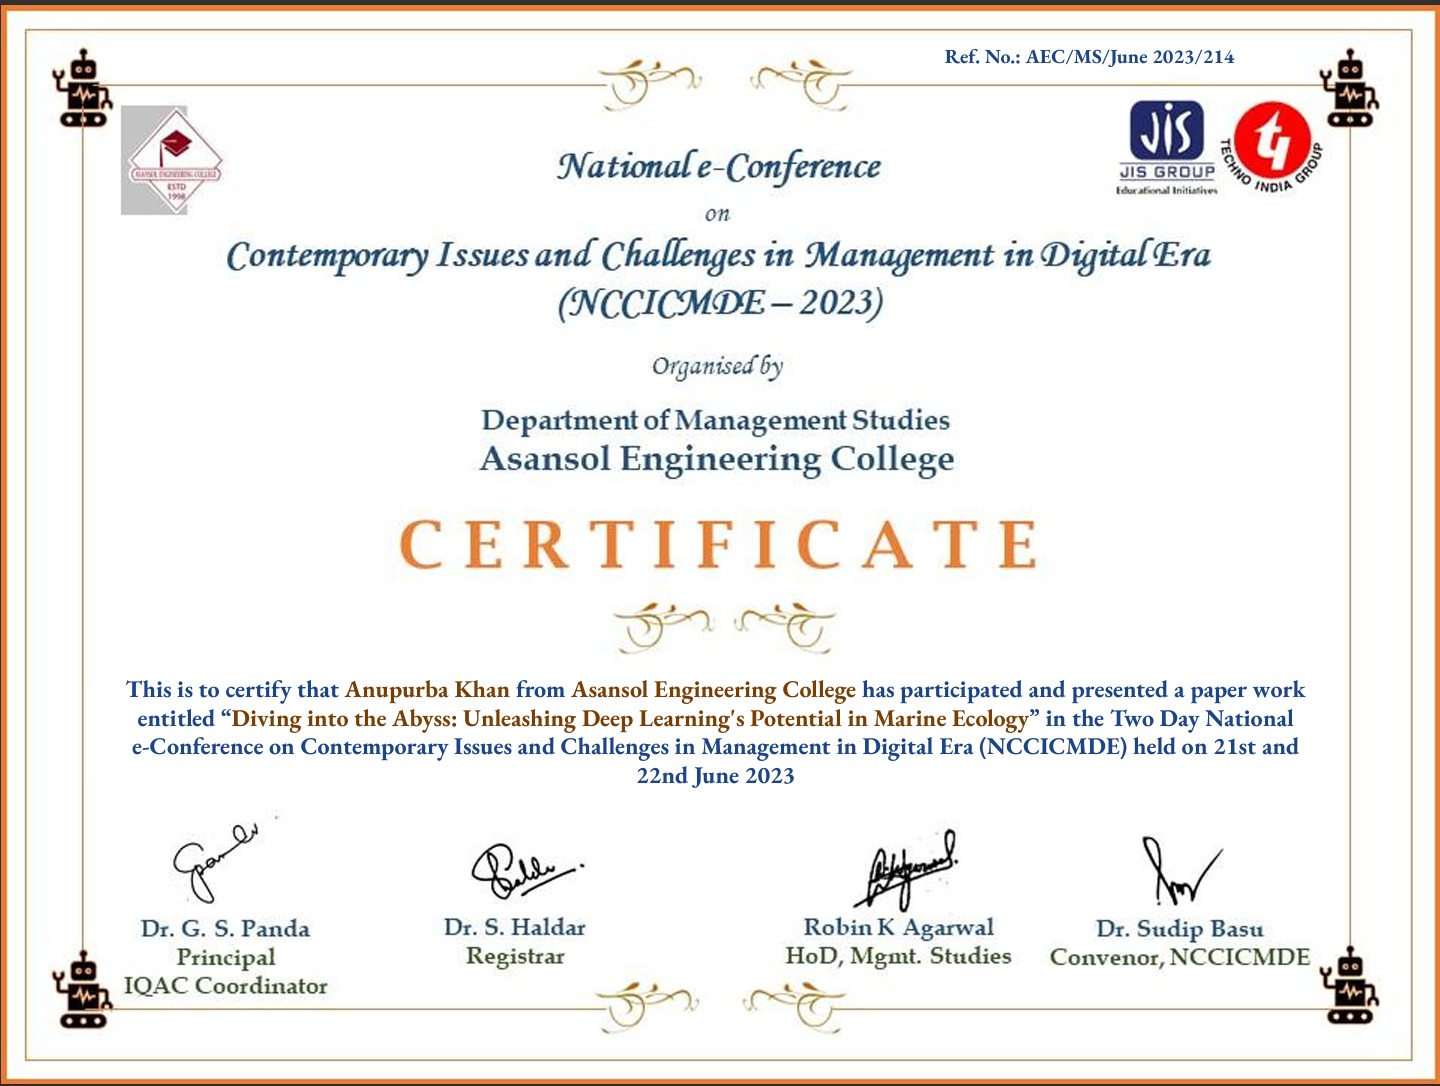 Ref. No.: AEC/MS/June 2023/214
ASANSOL ENGINEERING COLLEGE
ESTD
1998
JIS
JIS GROUP
Educational Initiatives
TECHNO INDIA GROUP
National e-Conference
on
Contemporary Issues and Challenges in Management in Digital Era
(NCCICMDE – 2023)
Organised by
Department of Management Studies
Asansol Engineering College
CERTIFICATE
This is to certify that Anupurba Khan from Asansol Engineering College has participated and presented a paper work
entitled “Diving into the Abyss: Unleashing Deep Learning's Potential in Marine Ecology” in the Two Day National
e-Conference on Contemporary Issues and Challenges in Management in Digital Era (NCCICMDE) held on 21st and
22nd June 2023
Dr. G. S. Panda
Principal
IQAC Coordinator
Dr. S. Haldar
Registrar
Robin K Agarwal
HoD, Mgmt. Studies
Dr. Sudip Basu
Convenor, NCCICMDE